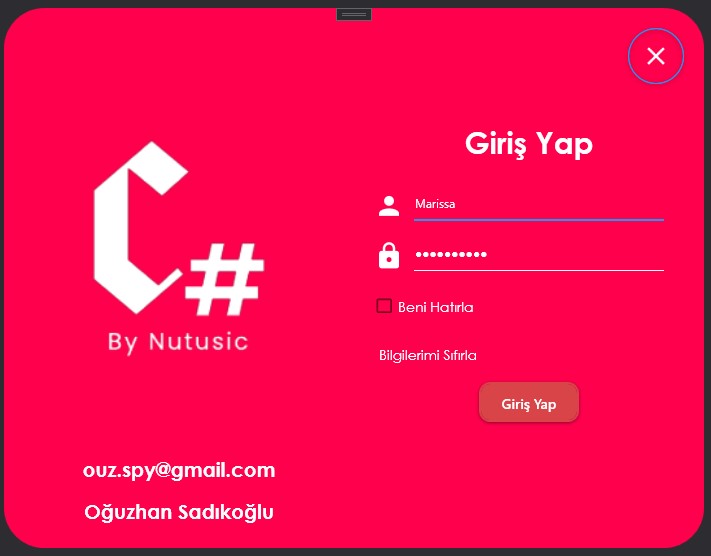 C#
By Nutusic
ouz.spy@gmail.com
Oğuzhan Sadıkoğlu
Giriş Yap
Marissa
••••••••••
Beni Hatırla
Bilgilerimi Sıfırla
Giriş Yap